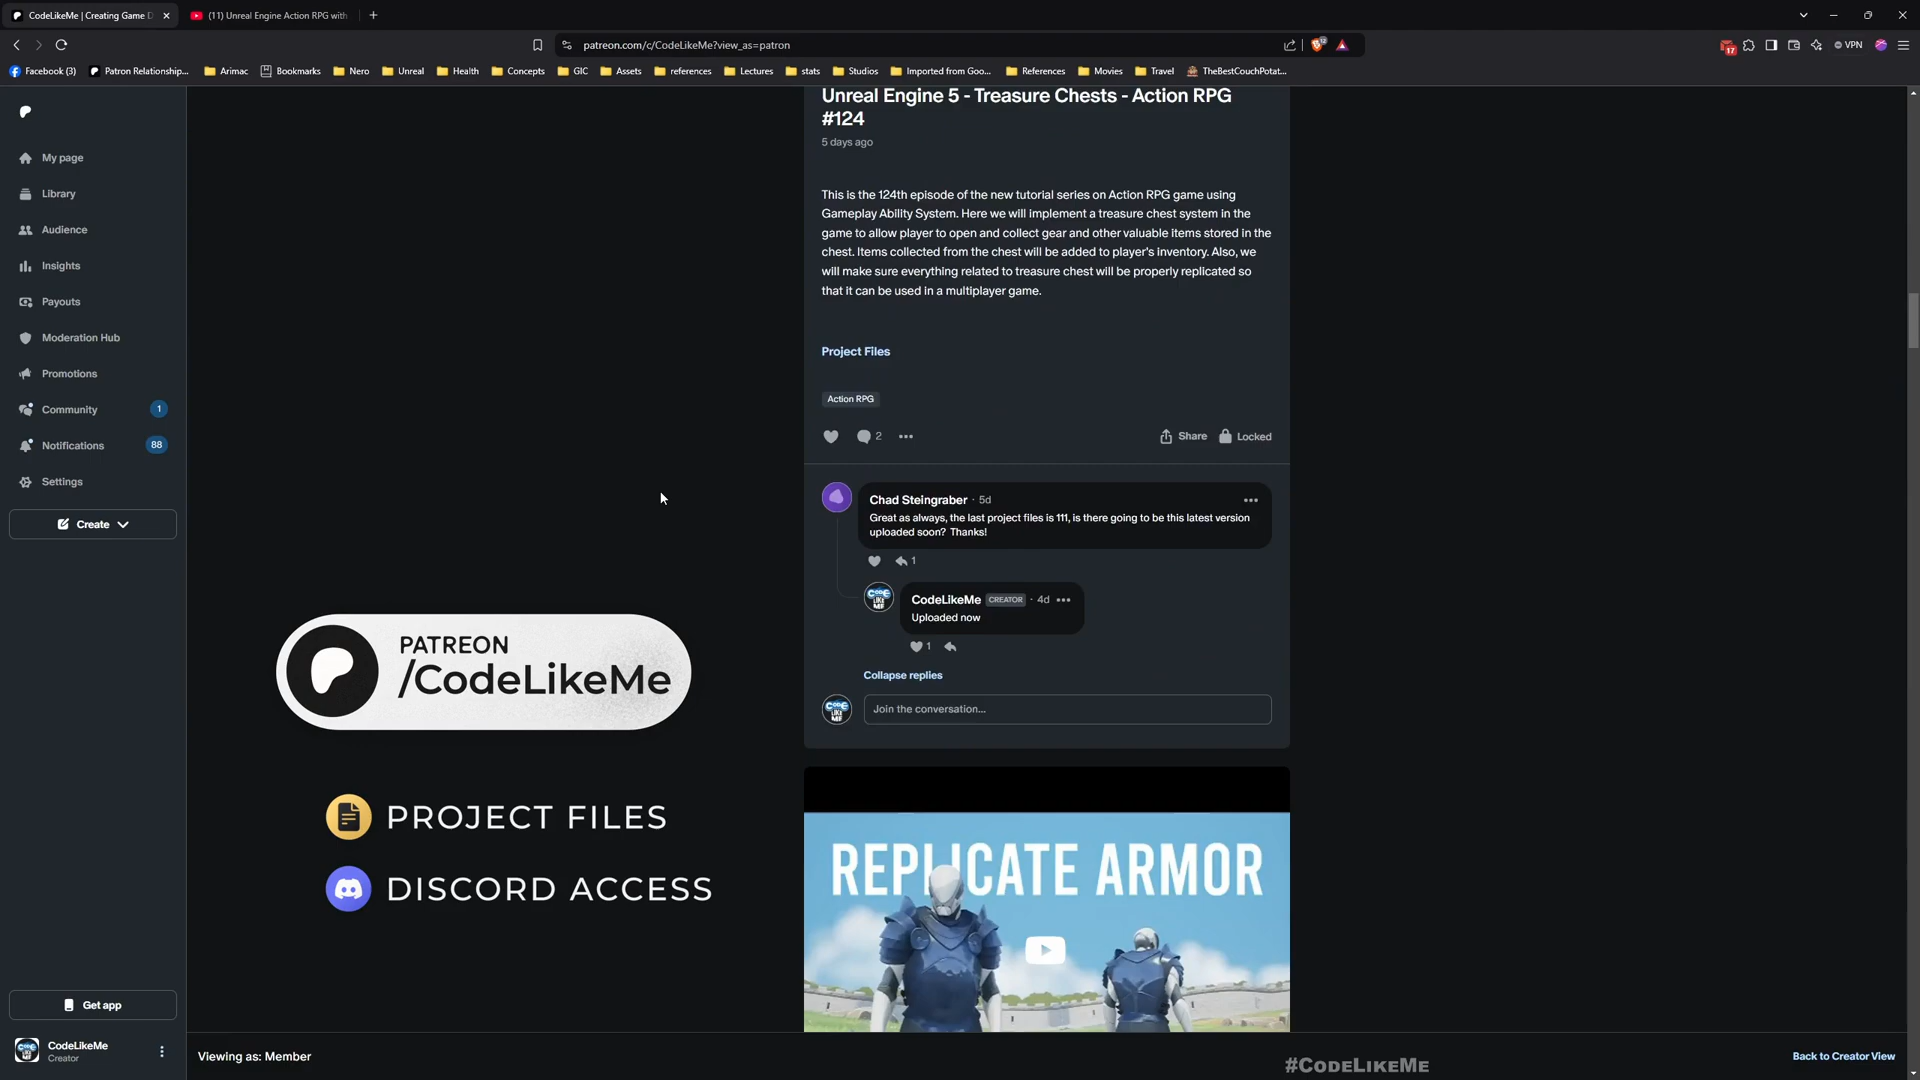 CodeLikeMe | Creating Game D
(11) Unreal Engine Action RPG with
patreon.com/c/CodeLikeMe?view_as=patron
12
17
VPN
Facebook (3)
Patron Relationship...
Arimac
Bookmarks
Nero
Unreal
Health
Concepts
GIC
Assets
references
Lectures
stats
Studios
Imported from Goo...
References
Movies
Travel
TheBestCouchPotat...
My page
Library
Audience
Insights
Payouts
Moderation Hub
Promotions
Community 1
Notifications 88
Settings
Create
Get app
CodeLikeMe
Creator
Unreal Engine 5 - Treasure Chests - Action RPG
#124
5 days ago
This is the 124th episode of the new tutorial series on Action RPG game using
Gameplay Ability System. Here we will implement a treasure chest system in the
game to allow player to open and collect gear and other valuable items stored in the
chest. Items collected from the chest will be added to player's inventory. Also, we
will make sure everything related to treasure chest will be properly replicated so
that it can be used in a multiplayer game.
Project Files
Action RPG
2
Share
Locked
Chad Steingraber · 5d
Great as always, the last project files is 111, is there going to be this latest version
uploaded soon? Thanks!
1
CODE LIKE ME
CodeLikeMe CREATOR · 4d
Uploaded now
1
Collapse replies
CODE LIKE ME
Join the conversation...
PATREON
/CodeLikeMe
PROJECT FILES
DISCORD ACCESS
REPLICATE ARMOR
Viewing as: Member
#CodeLikeMe
Back to Creator View